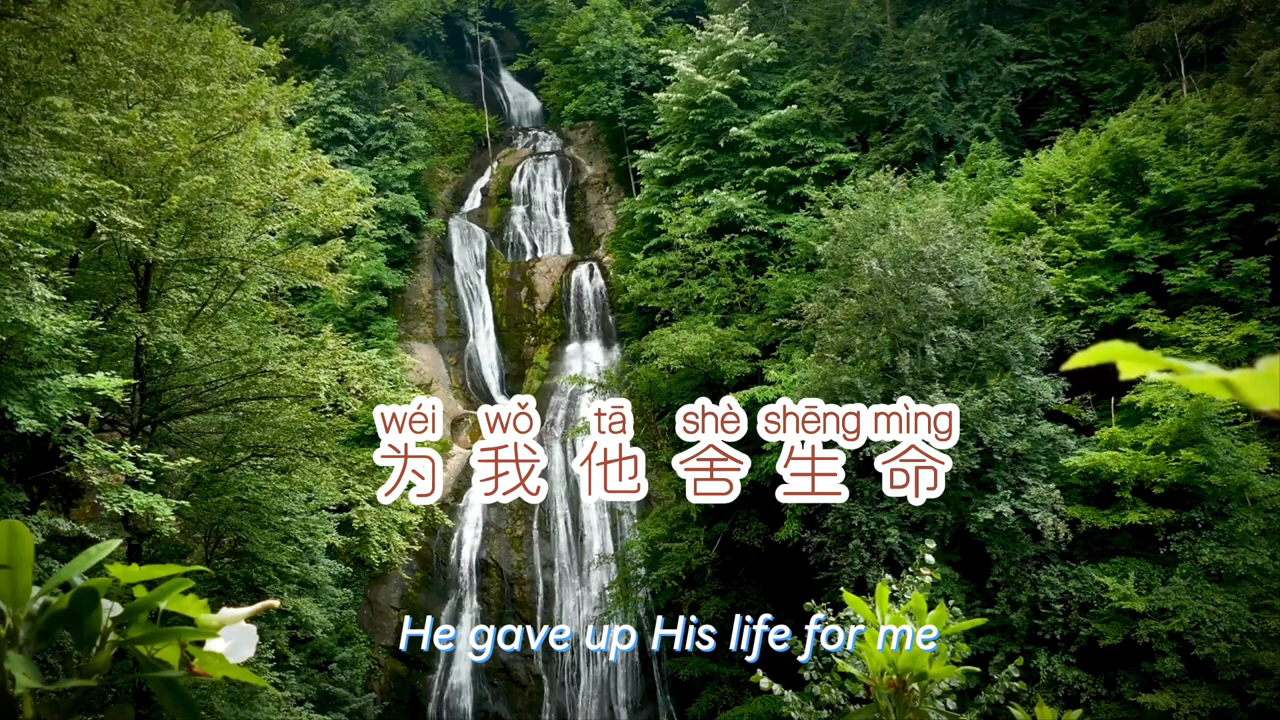 wéi wǒ tā shè shēng mìng
为我他舍生命
He gave up His life for me